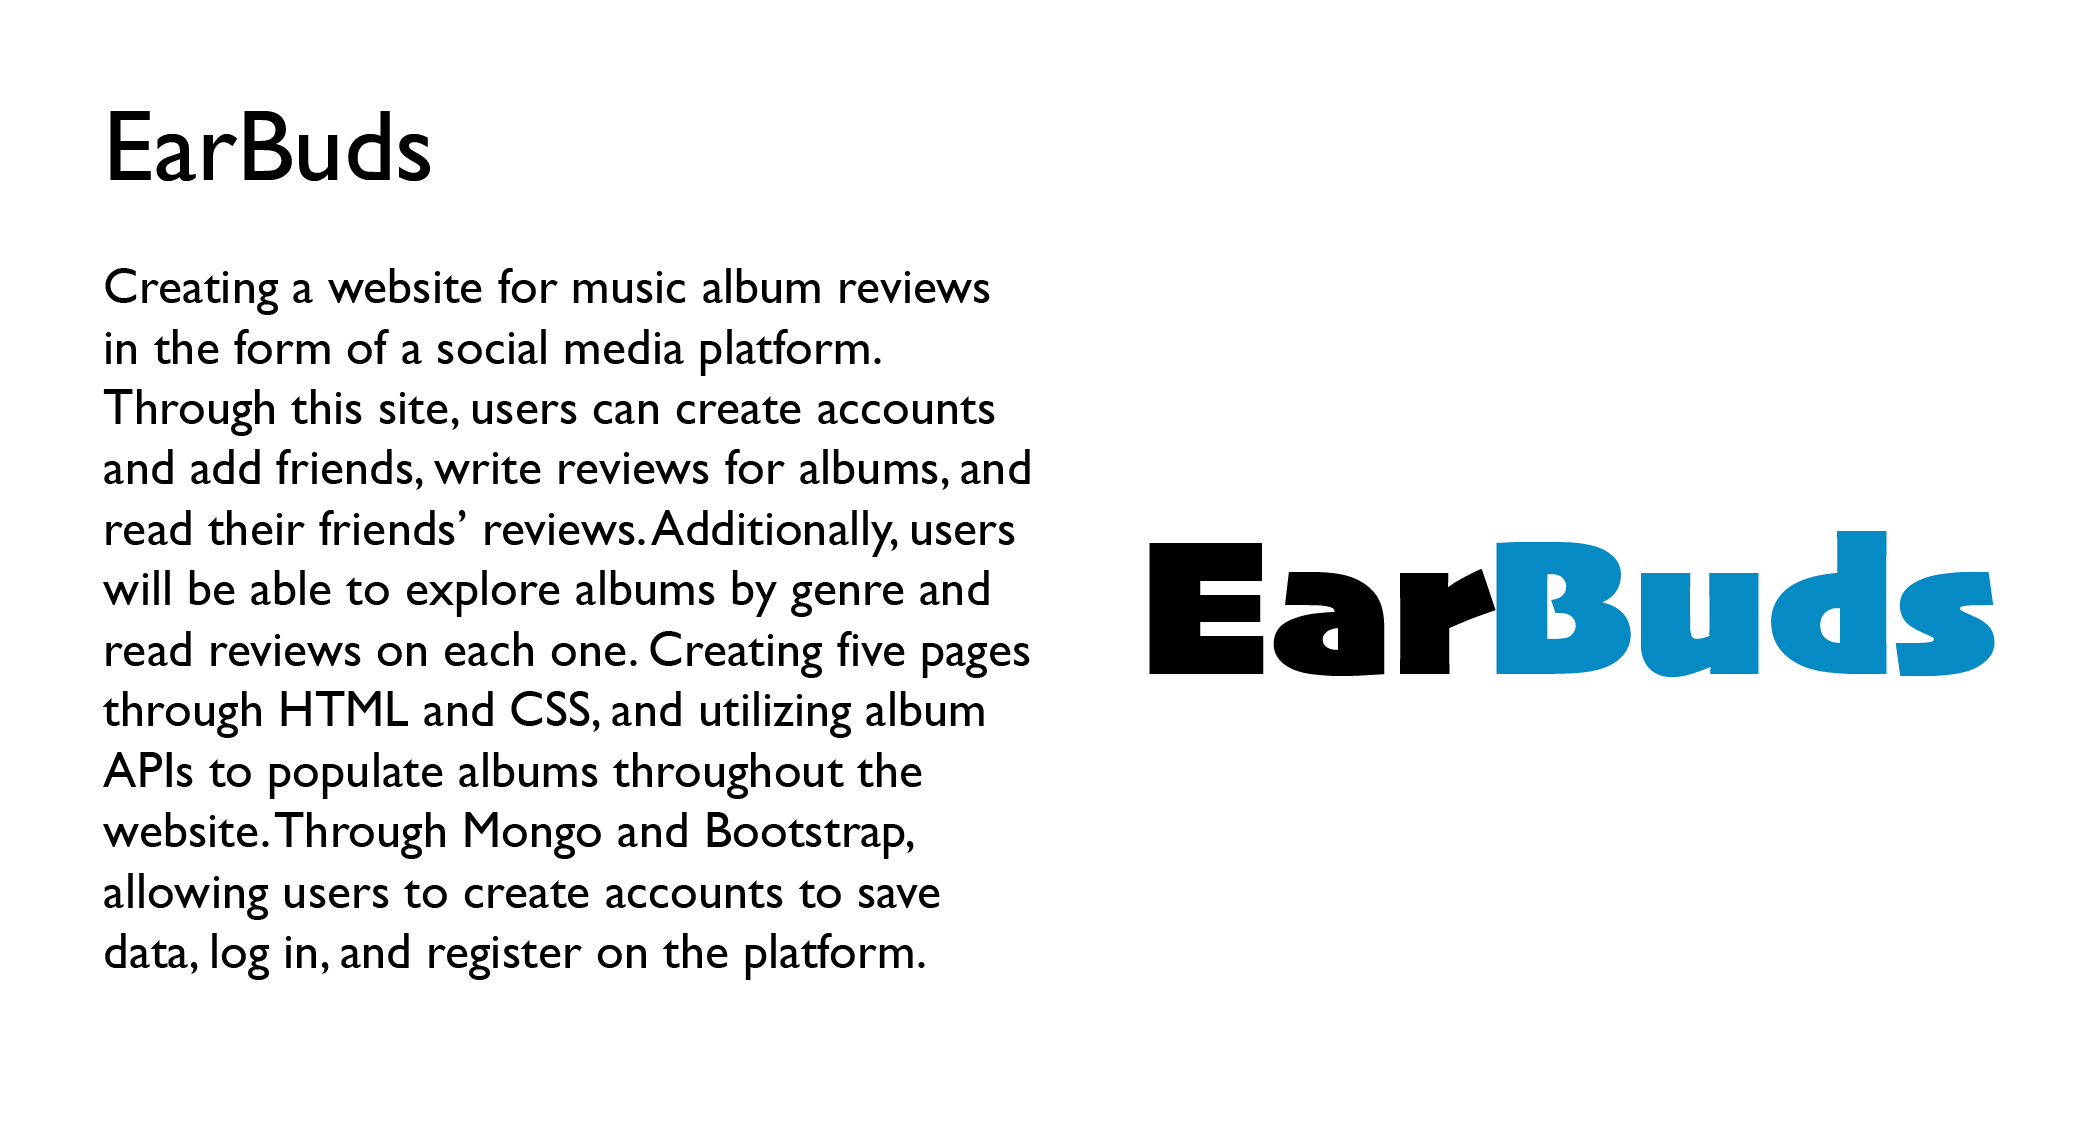 EarBuds
Creating a website for music album reviews
in the form of a social media platform.
Through this site, users can create accounts
and add friends, write reviews for albums, and
read their friends’ reviews. Additionally, users
will be able to explore albums by genre and
read reviews on each one. Creating five pages
through HTML and CSS, and utilizing album
APIs to populate albums throughout the
website. Through Mongo and Bootstrap,
allowing users to create accounts to save
data, log in, and register on the platform.
EarBuds